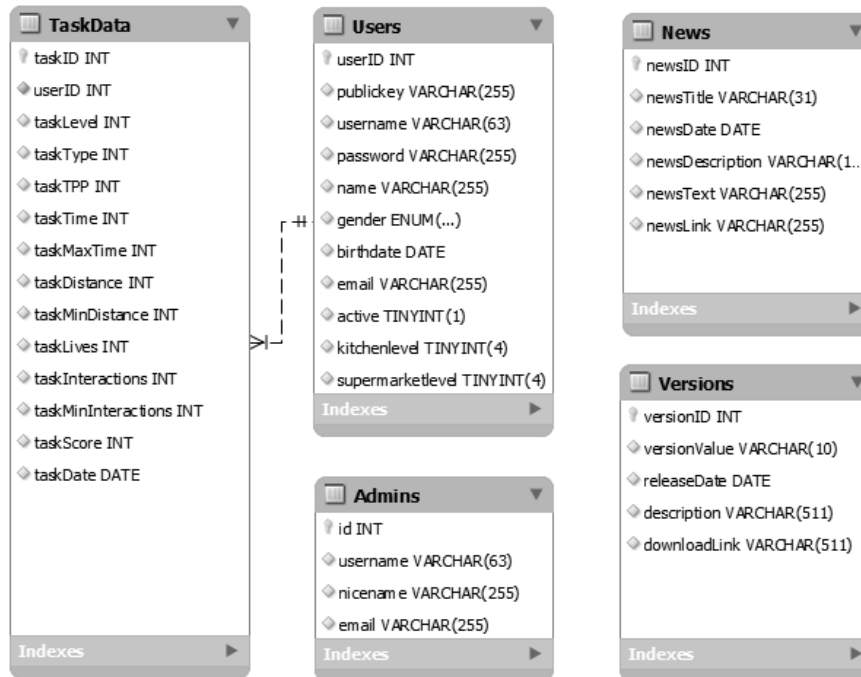 TaskData
taskID INT
userID INT
taskLevel INT
taskType INT
taskTPP INT
taskTime INT
taskMaxTime INT
taskDistance INT
taskMinDistance INT
taskLives INT
taskInteractions INT
taskMinInteractions INT
taskScore INT
taskDate DATE
Indexes
Users
userID INT
publickey VARCHAR(255)
username VARCHAR(63)
password VARCHAR(255)
name VARCHAR(255)
gender ENUM(...)
birthdate DATE
email VARCHAR(255)
active TINYINT(1)
kitchenlevel TINYINT(4)
supermarketlevel TINYINT(4)
Indexes
Admins
id INT
username VARCHAR(63)
nicename VARCHAR(255)
email VARCHAR(255)
Indexes
News
newsID INT
newsTitle VARCHAR(31)
newsDate DATE
newsDescription VARCHAR(1...
newsText VARCHAR(255)
newsLink VARCHAR(255)
Indexes
Versions
versionID INT
versionValue VARCHAR(10)
releaseDate DATE
description VARCHAR(511)
downloadLink VARCHAR(511)
Indexes